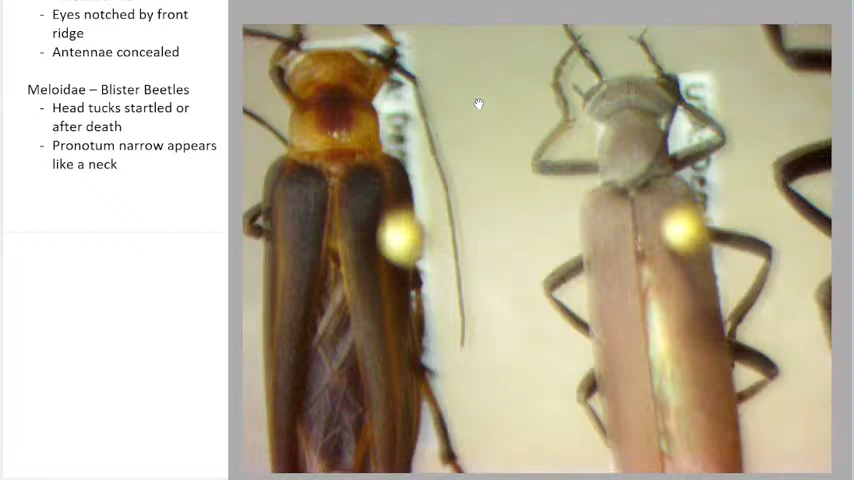 - Eyes notched by front
ridge
- Antennae concealed
Meloidae – Blister Beetles
- Head tucks startled or
after death
- Pronotum narrow appears
like a neck